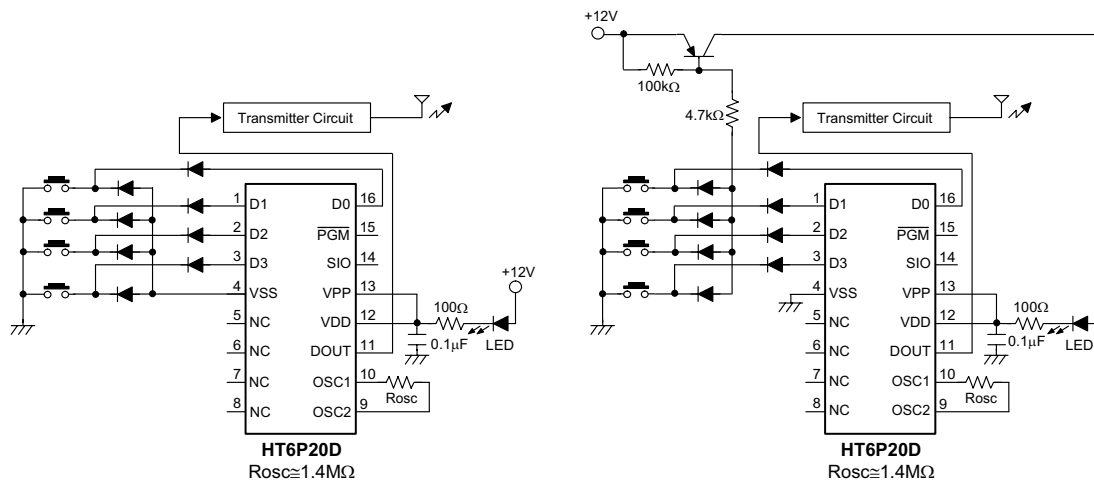 +12V
100kΩ
4.7kΩ
Transmitter Circuit
1 D1 D0 16
2 D2 PGM 15
3 D3 SIO 14
4 VSS VPP 13
5 NC VDD 12
6 NC DOUT 11
7 NC OSC1 10
8 NC OSC2 9
+12V
100Ω
0.1μF
LED
Rosc
HT6P20D
Rosc≅1.4MΩ
Transmitter Circuit
1 D1 D0 16
2 D2 PGM 15
3 D3 SIO 14
4 VSS VPP 13
5 NC VDD 12
6 NC DOUT 11
7 NC OSC1 10
8 NC OSC2 9
100Ω
0.1μF
LED
Rosc
HT6P20D
Rosc≅1.4MΩ